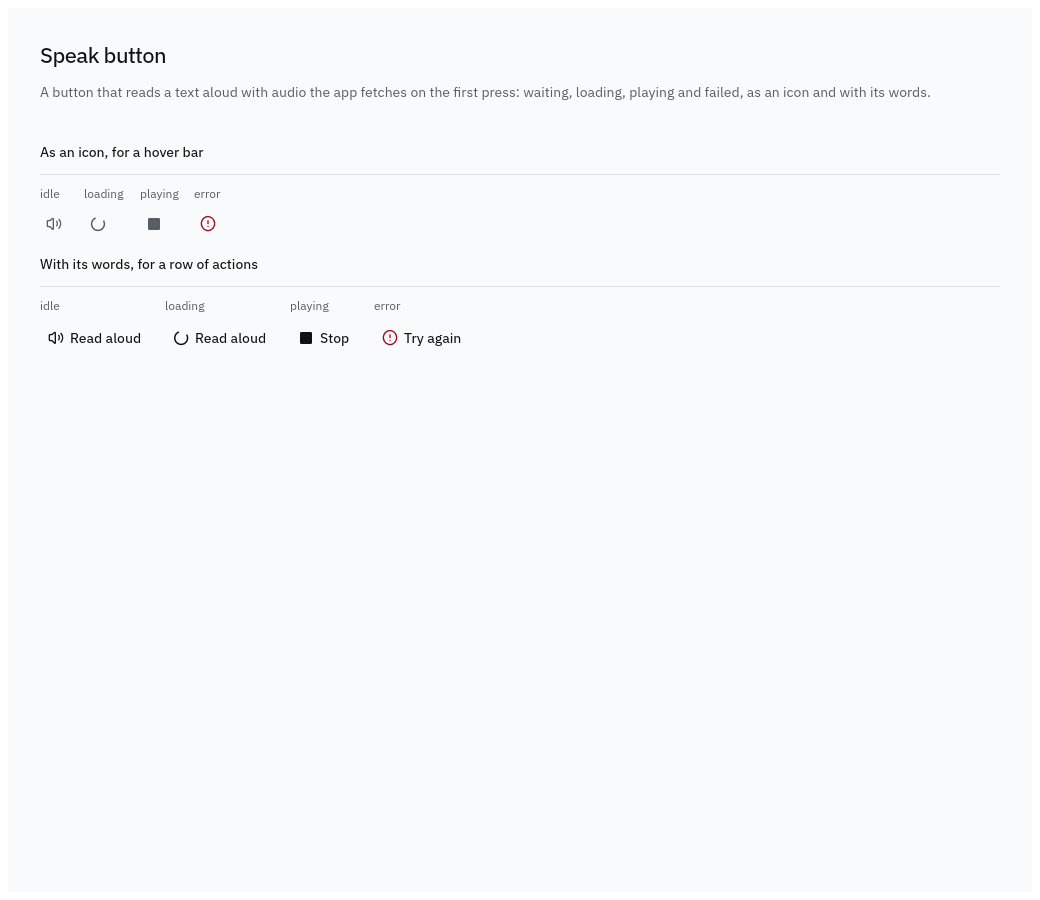 Speak button
A button that reads a text aloud with audio the app fetches on the first press: waiting, loading, playing and failed, as an icon and with its words.
As an icon, for a hover bar
idle loading playing error
With its words, for a row of actions
idle loading playing error
Read aloud Read aloud Stop Try again